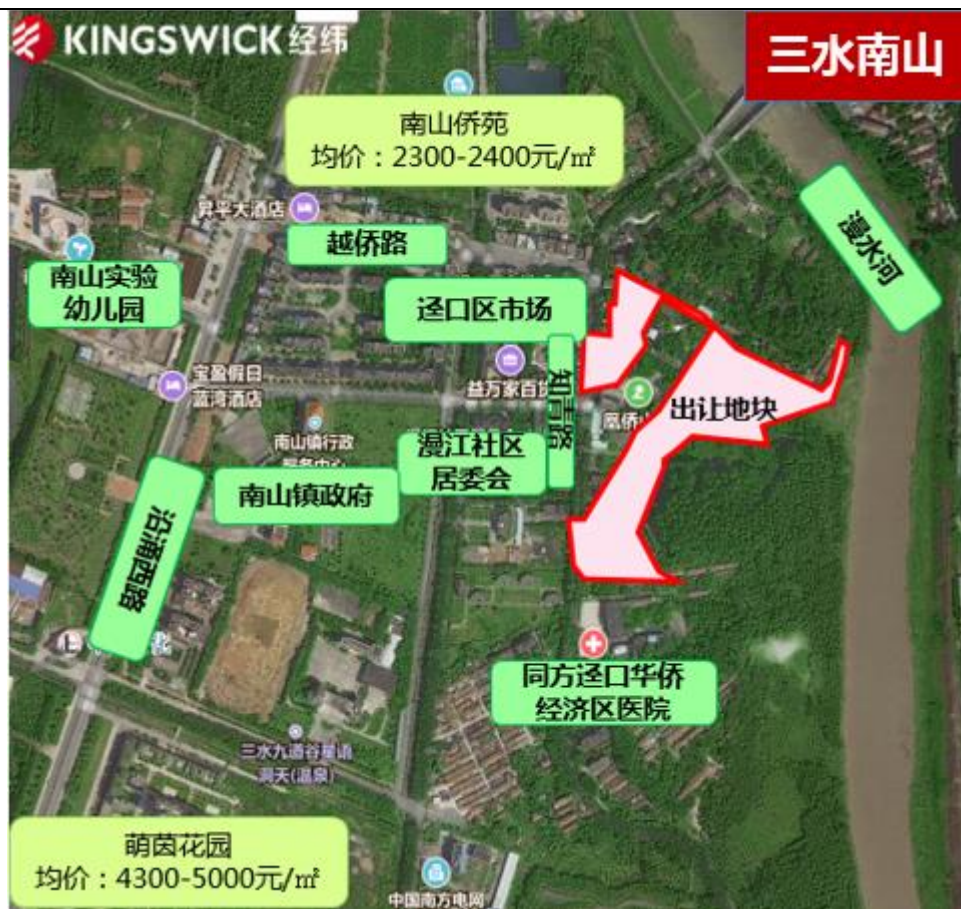 KINGSWICK经纬
三水南山
南山侨苑
均价：2300-2400元/㎡
昇平大酒店
越侨路
漫水河
南山实验
幼儿园
迳口区市场
宝盈假日
蓝湾酒店
益万家百货
知青路
凰侨
出让地块
南山镇行政
服务中心
漫江社区
居委会
南山镇政府
沿涌西路
同方迳口华侨
经济区医院
三水九道谷星语
洞天(温泉)
萌茵花园
均价：4300-5000元/㎡
中国南方电网